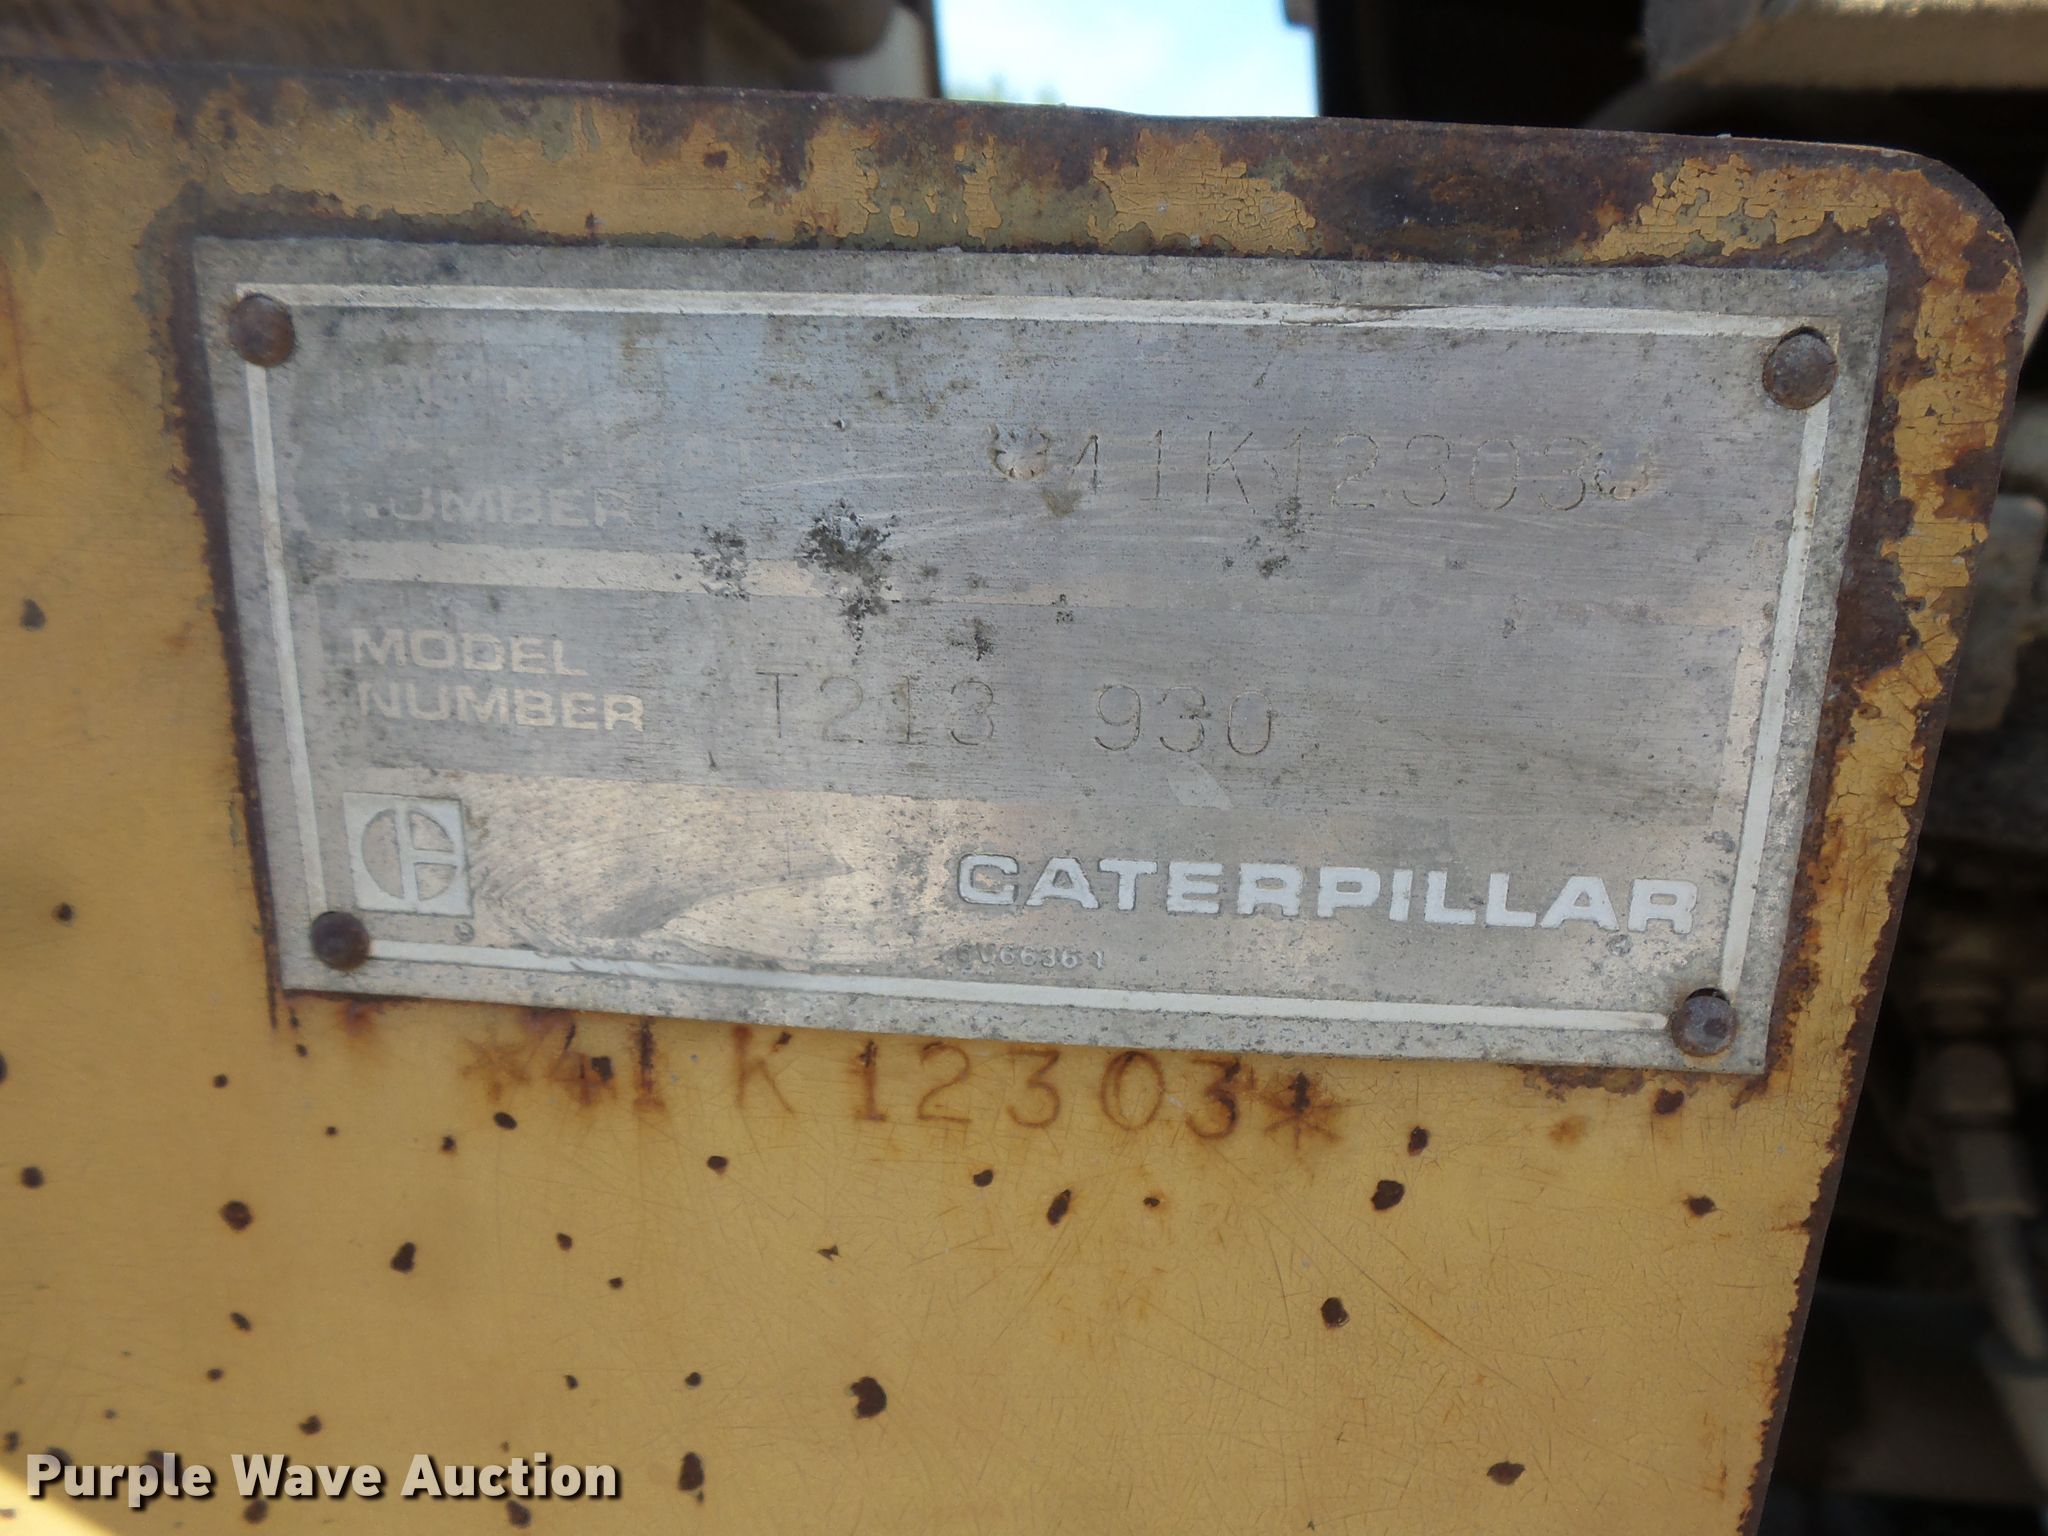 41K12303
NUMBER
MODEL
NUMBER
T213 930
CATERPILLAR
*41K12303*
Purple Wave Auction